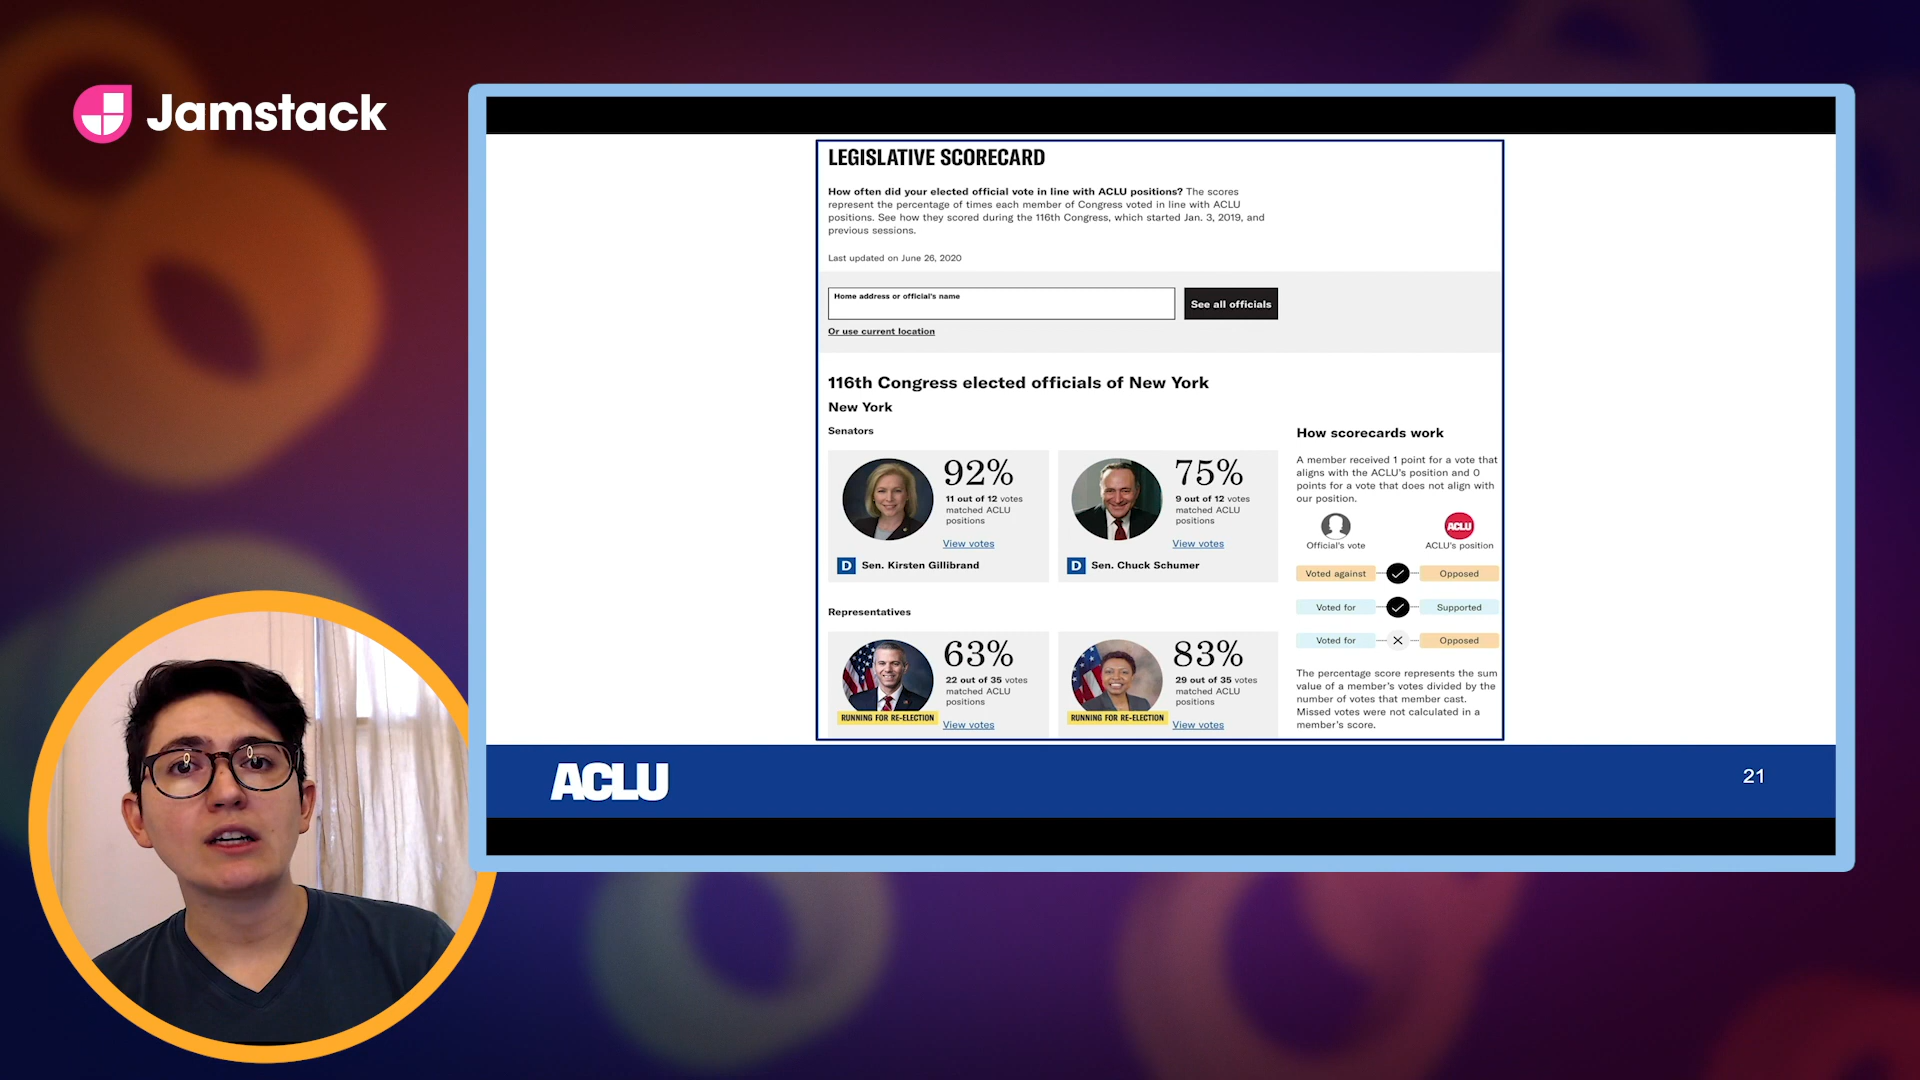 Jamstack
LEGISLATIVE SCORECARD
How often did your elected official vote in line with ACLU positions? The scores
represent the percentage of times each member of Congress voted in line with ACLU
positions. See how they scored during the 116th Congress, which started Jan. 3, 2019, and
previous sessions.
Last updated on June 26, 2020
Home address or official's name
See all officials
Or use current location
116th Congress elected officials of New York
New York
Senators
92%
11 out of 12 votes
matched ACLU
positions
View votes
D Sen. Kirsten Gillibrand
75%
9 out of 12 votes
matched ACLU
positions
View votes
D Sen. Chuck Schumer
Representatives
63%
22 out of 35 votes
matched ACLU
positions
RUNNING FOR RE-ELECTION
View votes
83%
29 out of 35 votes
matched ACLU
positions
RUNNING FOR RE-ELECTION
View votes
How scorecards work
A member received 1 point for a vote that
aligns with the ACLU's position and 0
points for a vote that does not align with
our position.
ACLU
Official's vote
ACLU's position
Voted against
Opposed
Voted for
Supported
Voted for
Opposed
The percentage score represents the sum
value of a member's votes divided by the
number of votes that member cast.
Missed votes were not calculated in a
member's score.
ACLU
21